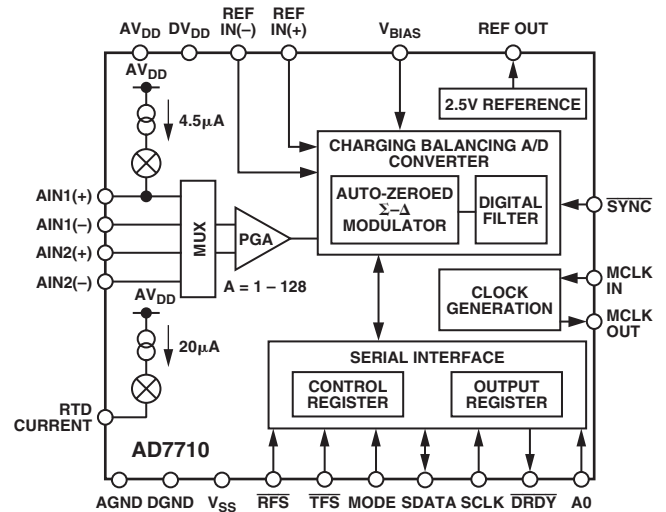 REF REF
AVDD DVDD IN(–) IN(+) VBIAS REF OUT
AVDD
4.5µA
2.5V REFERENCE
CHARGING BALANCING A/D
CONVERTER
AUTO-ZEROED
Σ–Δ
MODULATOR
DIGITAL
FILTER
AIN1(+)
AIN1(–)
AIN2(+)
AIN2(–)
MUX
PGA
A = 1 – 128
SYNC
MCLK
IN
CLOCK
GENERATION
MCLK
OUT
AVDD
20µA
SERIAL INTERFACE
CONTROL
REGISTER
OUTPUT
REGISTER
RTD
CURRENT
AD7710
AGND DGND VSS RFS TFS MODE SDATA SCLK DRDY A0